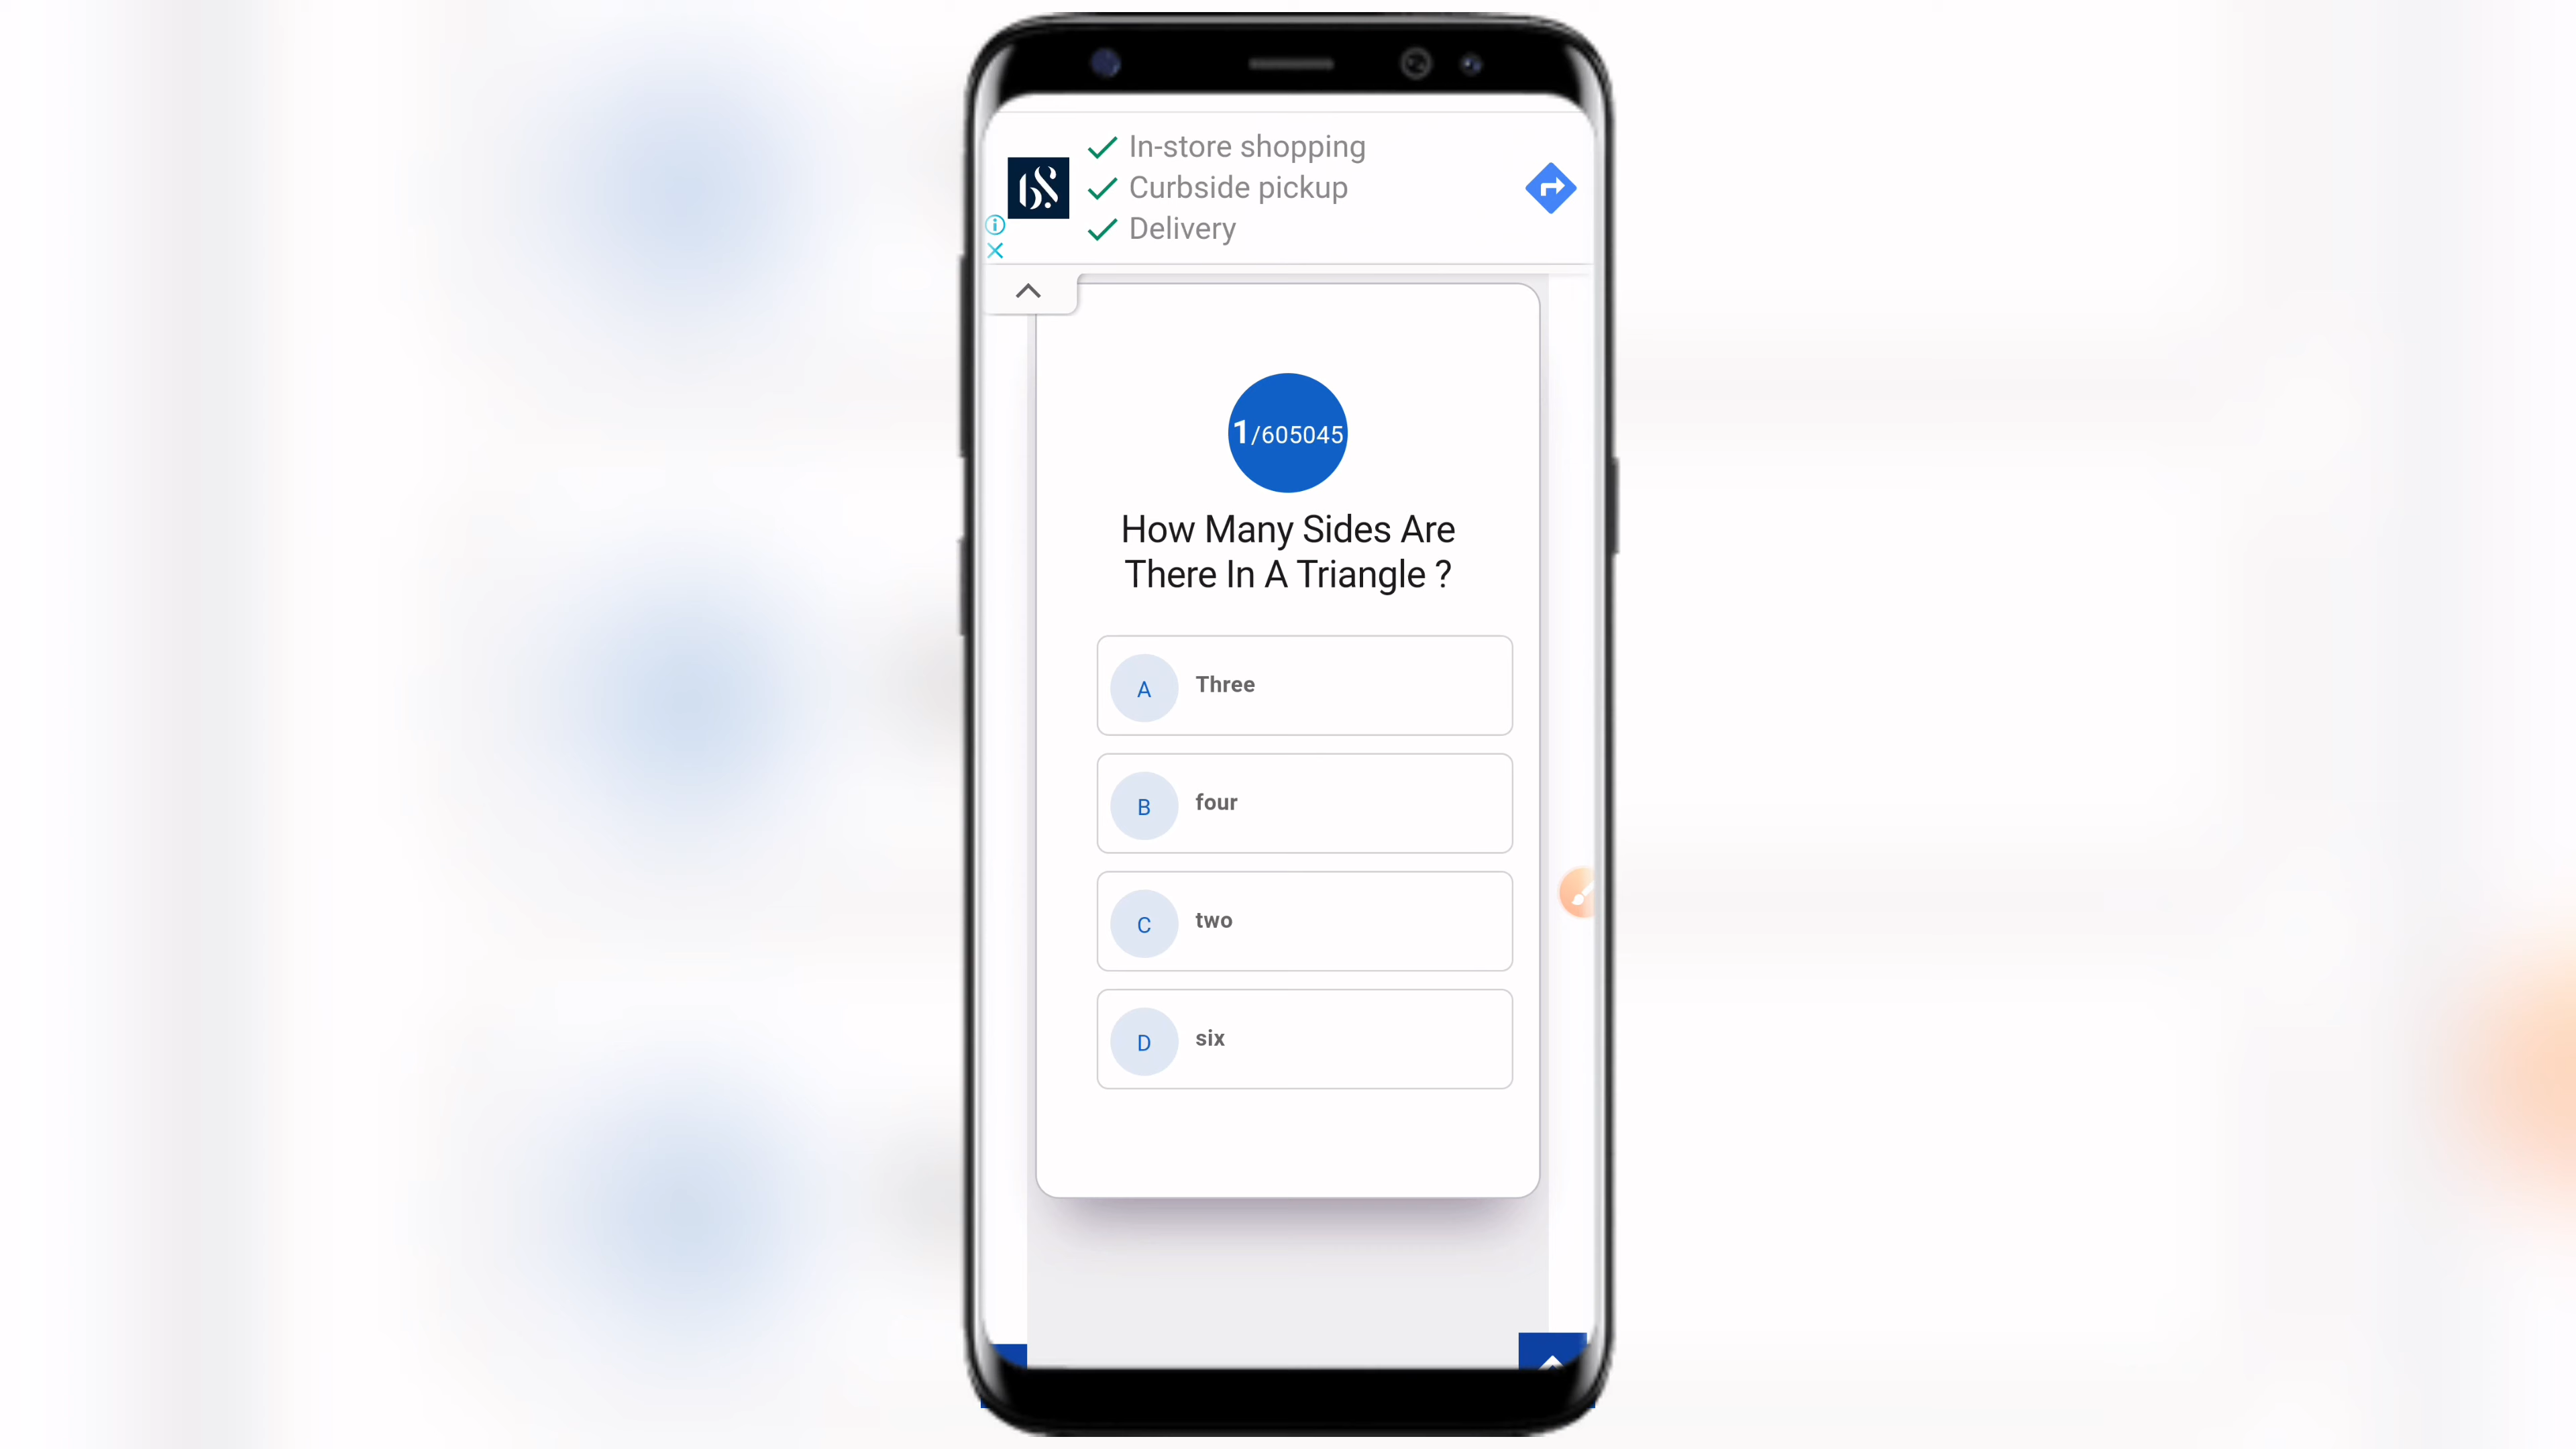 In-store shopping
Curbside pickup
Delivery
1/605045
How Many Sides Are
There In A Triangle ?
A Three
B four
C two
D six